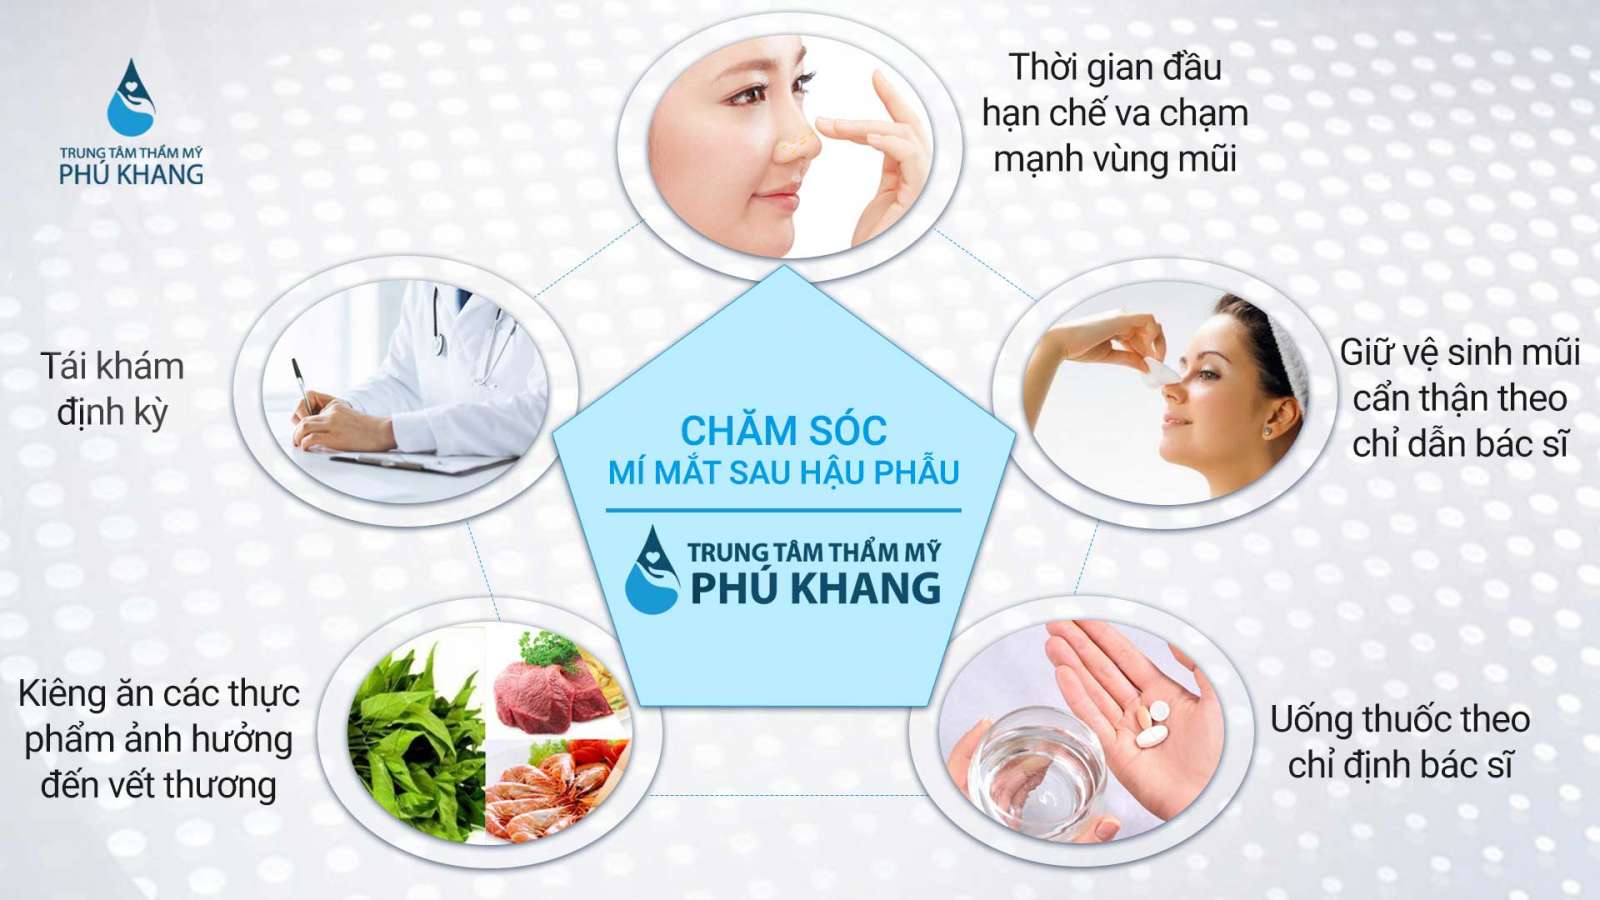 TRUNG TÂM THẨM MỸ
PHÚ KHANG
Thời gian đầu
hạn chế va chạm
mạnh vùng mũi
Tái khám
định kỳ
Giữ vệ sinh mũi
cẩn thận theo
chỉ dẫn bác sĩ
CHĂM SÓC
MÍ MẮT SAU HẬU PHẪU
TRUNG TÂM THẨM MỸ
PHÚ KHANG
Kiêng ăn các thực
phẩm ảnh hưởng
đến vết thương
Uống thuốc theo
chỉ định bác sĩ